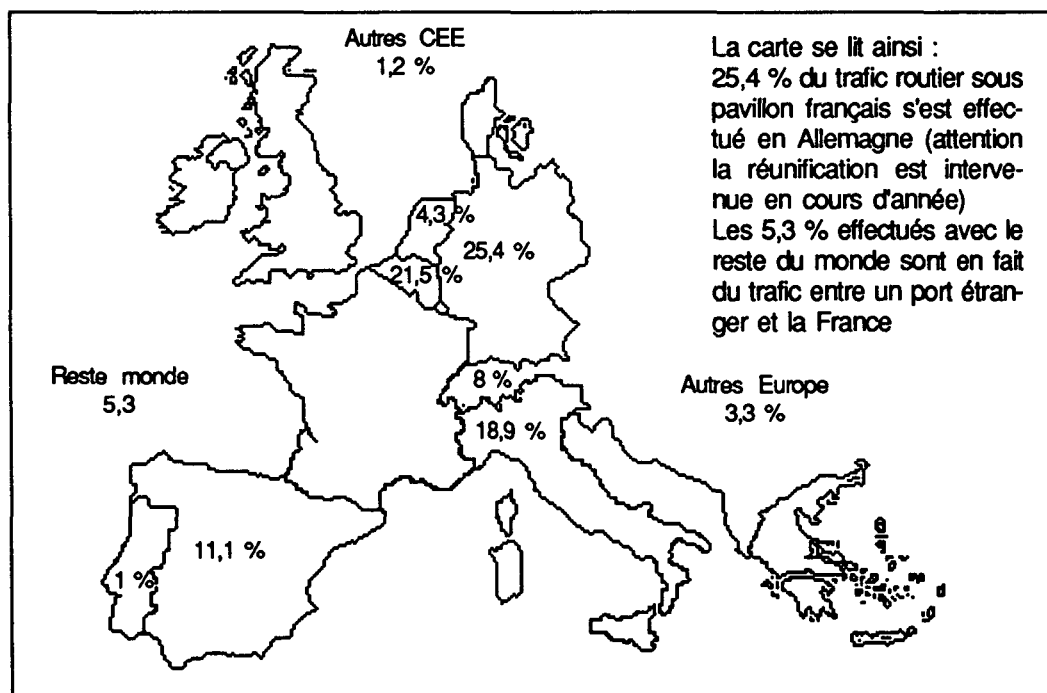 Autres CEE
1,2 %
La carte se lit ainsi :
25,4 % du trafic routier sous
pavillon français s'est effec-
tué en Allemagne (attention
la réunification est interve-
nue en cours d'année)
Les 5,3 % effectués avec le
reste du monde sont en fait
du trafic entre un port étran-
ger et la France
4,3 %
25,4 %
21,5 %
8 %
Reste monde
5,3
Autres Europe
3,3 %
18,9 %
11,1 %
1 %